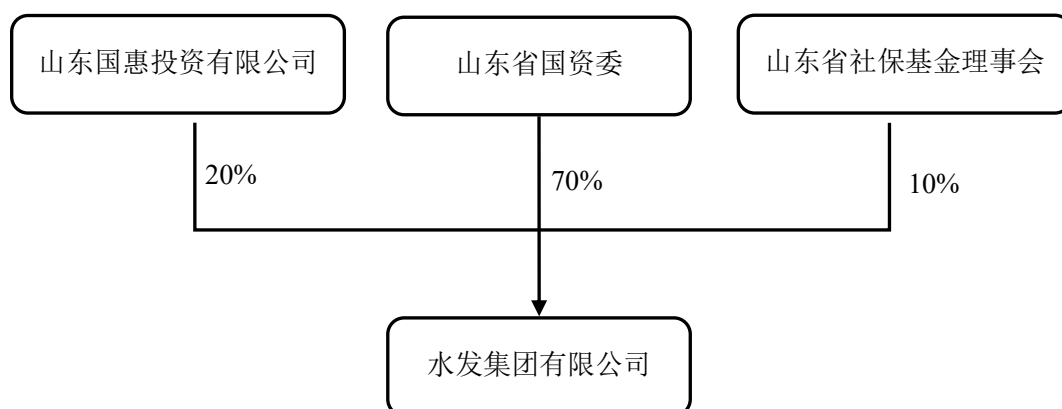 山东国惠投资有限公司
山东省国资委
山东省社保基金理事会
20%
70%
10%
水发集团有限公司